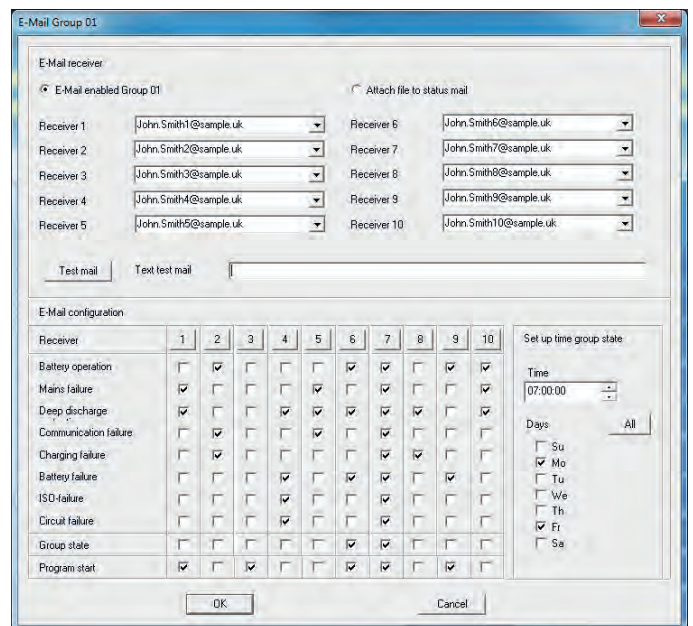 E-Mail Group 01
E-Mail receiver
E-Mail enabled Group 01
Attach file to status mail
Receiver 1 John.Smith1@sample.uk Receiver 6 John.Smith6@sample.uk
Receiver 2 John.Smith2@sample.uk Receiver 7 John.Smith7@sample.uk
Receiver 3 John.Smith3@sample.uk Receiver 8 John.Smith8@sample.uk
Receiver 4 John.Smith4@sample.uk Receiver 9 John.Smith9@sample.uk
Receiver 5 John.Smith5@sample.uk Receiver 10 John.Smith10@sample.uk
Test mail Text test mail
E-Mail configuration
Receiver 1 2 3 4 5 6 7 8 9 10
Battery operation
Mains failure
Deep discharge
Communication failure
Charging failure
Battery failure
ISO-failure
Circuit failure
Group state
Program start
Set up time group state
Time
07:00:00
Days All
Su
Mo
Tu
We
Th
Fr
Sa
OK Cancel